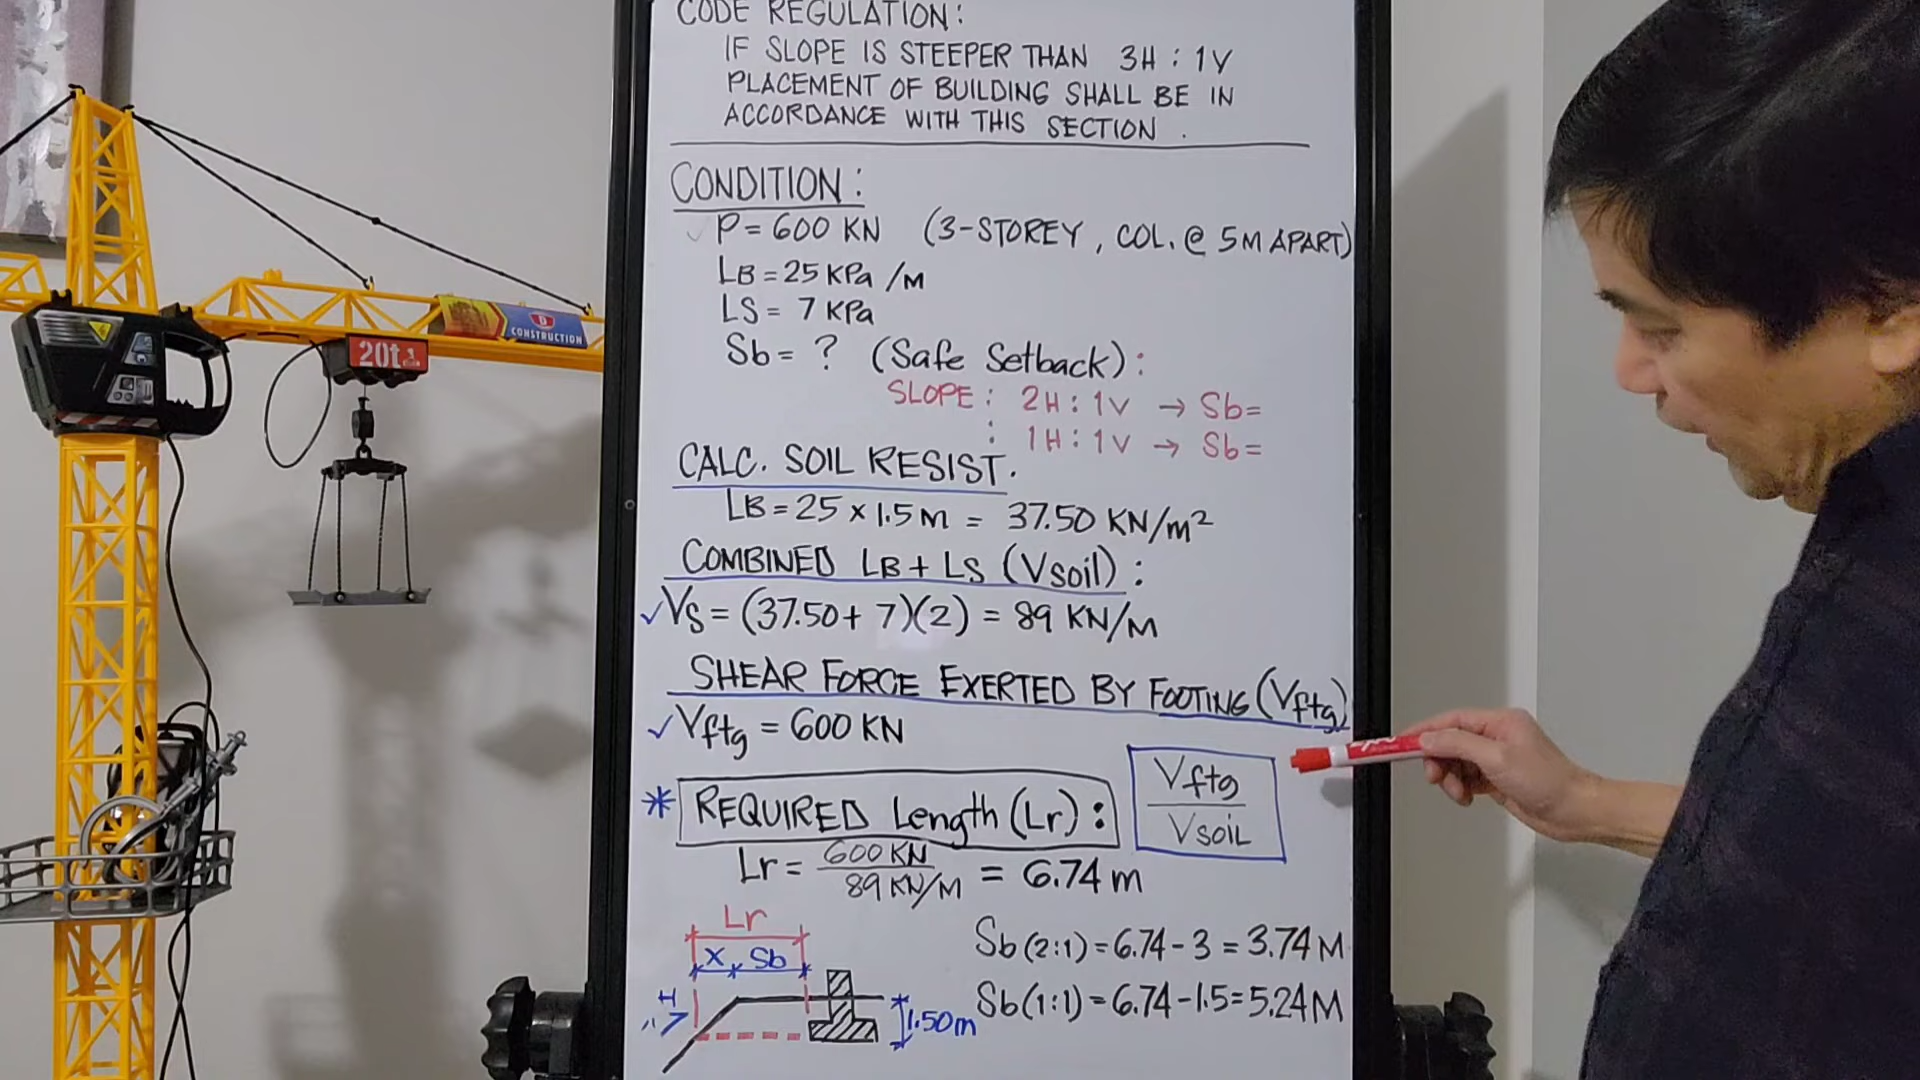 CODE REGULATION:
IF SLOPE IS STEEPER THAN 3H : 1V
PLACEMENT OF BUILDING SHALL BE IN
ACCORDANCE WITH THIS SECTION .
CONDITION:
P = 600 KN (3-STOREY, COL. @ 5M APART)
LB = 25 KPa /M
LS = 7 KPa
Sb = ? (Safe Setback):
SLOPE : 2H : 1V → Sb=
: 1H : 1V → Sb=
CALC. SOIL RESIST.
LB = 25 x 1.5M = 37.50 KN/m²
COMBINED LB + LS (Vsoil) :
✓Vs = (37.50 + 7)(2) = 89 KN/M
SHEAR FORCE EXERTED BY FOOTING (Vftg)
✓Vftg = 600 KN
Vftg
VSOIL
* REQUIRED Length (Lr) :
Lr = 600 KN / 89 KN/M = 6.74 m
Lr
X Sb
H
V
1.50m
Sb (2:1) = 6.74 - 3 = 3.74 M
Sb (1:1) = 6.74 - 1.5 = 5.24 M
20t
CONSTRUCTION